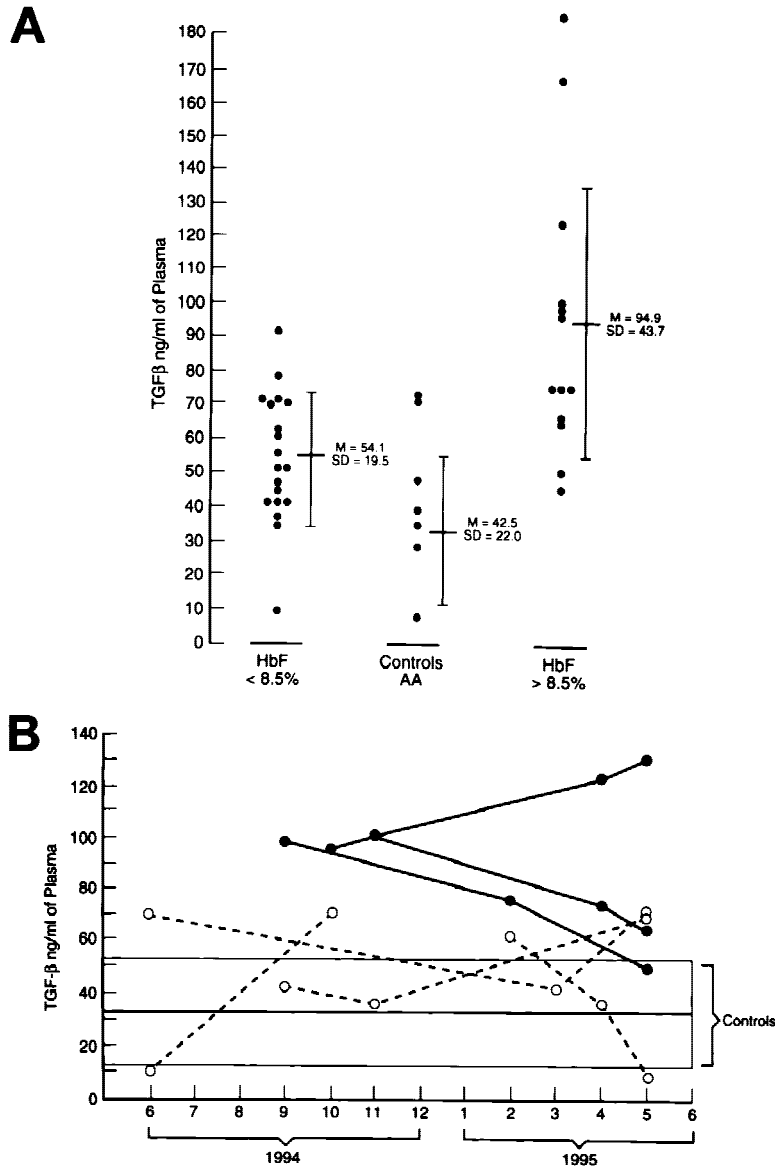 A
TGFβ ng/ml of Plasma
180
170
160
150
140
130
120
110
100
90
80
70
60
50
40
30
20
10
0
M = 54.1
SD = 19.5
M = 42.5
SD = 22.0
M = 94.9
SD = 43.7
HbF
< 8.5%
Controls
AA
HbF
> 8.5%
B
TGF-β ng/ml of Plasma
140
120
100
80
60
40
20
0
Controls
6 7 8 9 10 11 12 1 2 3 4 5 6
1994 1995